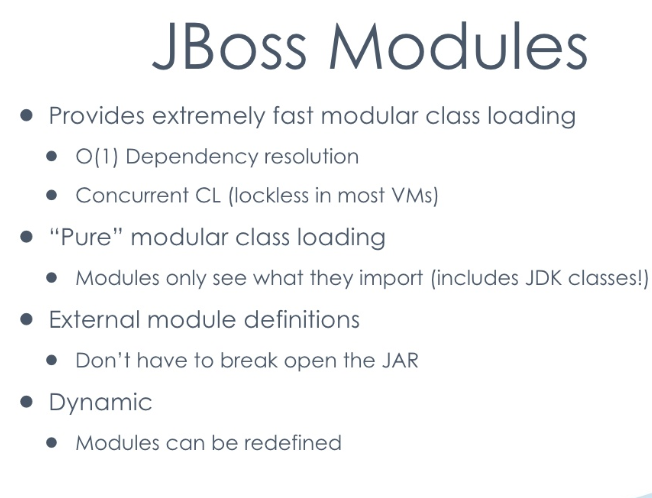 JBoss Modules
● Provides extremely fast modular class loading
● O(1) Dependency resolution
● Concurrent CL (lockless in most VMs)
● “Pure” modular class loading
● Modules only see what they import (includes JDK classes!)
● External module definitions
● Don’t have to break open the JAR
● Dynamic
● Modules can be redefined